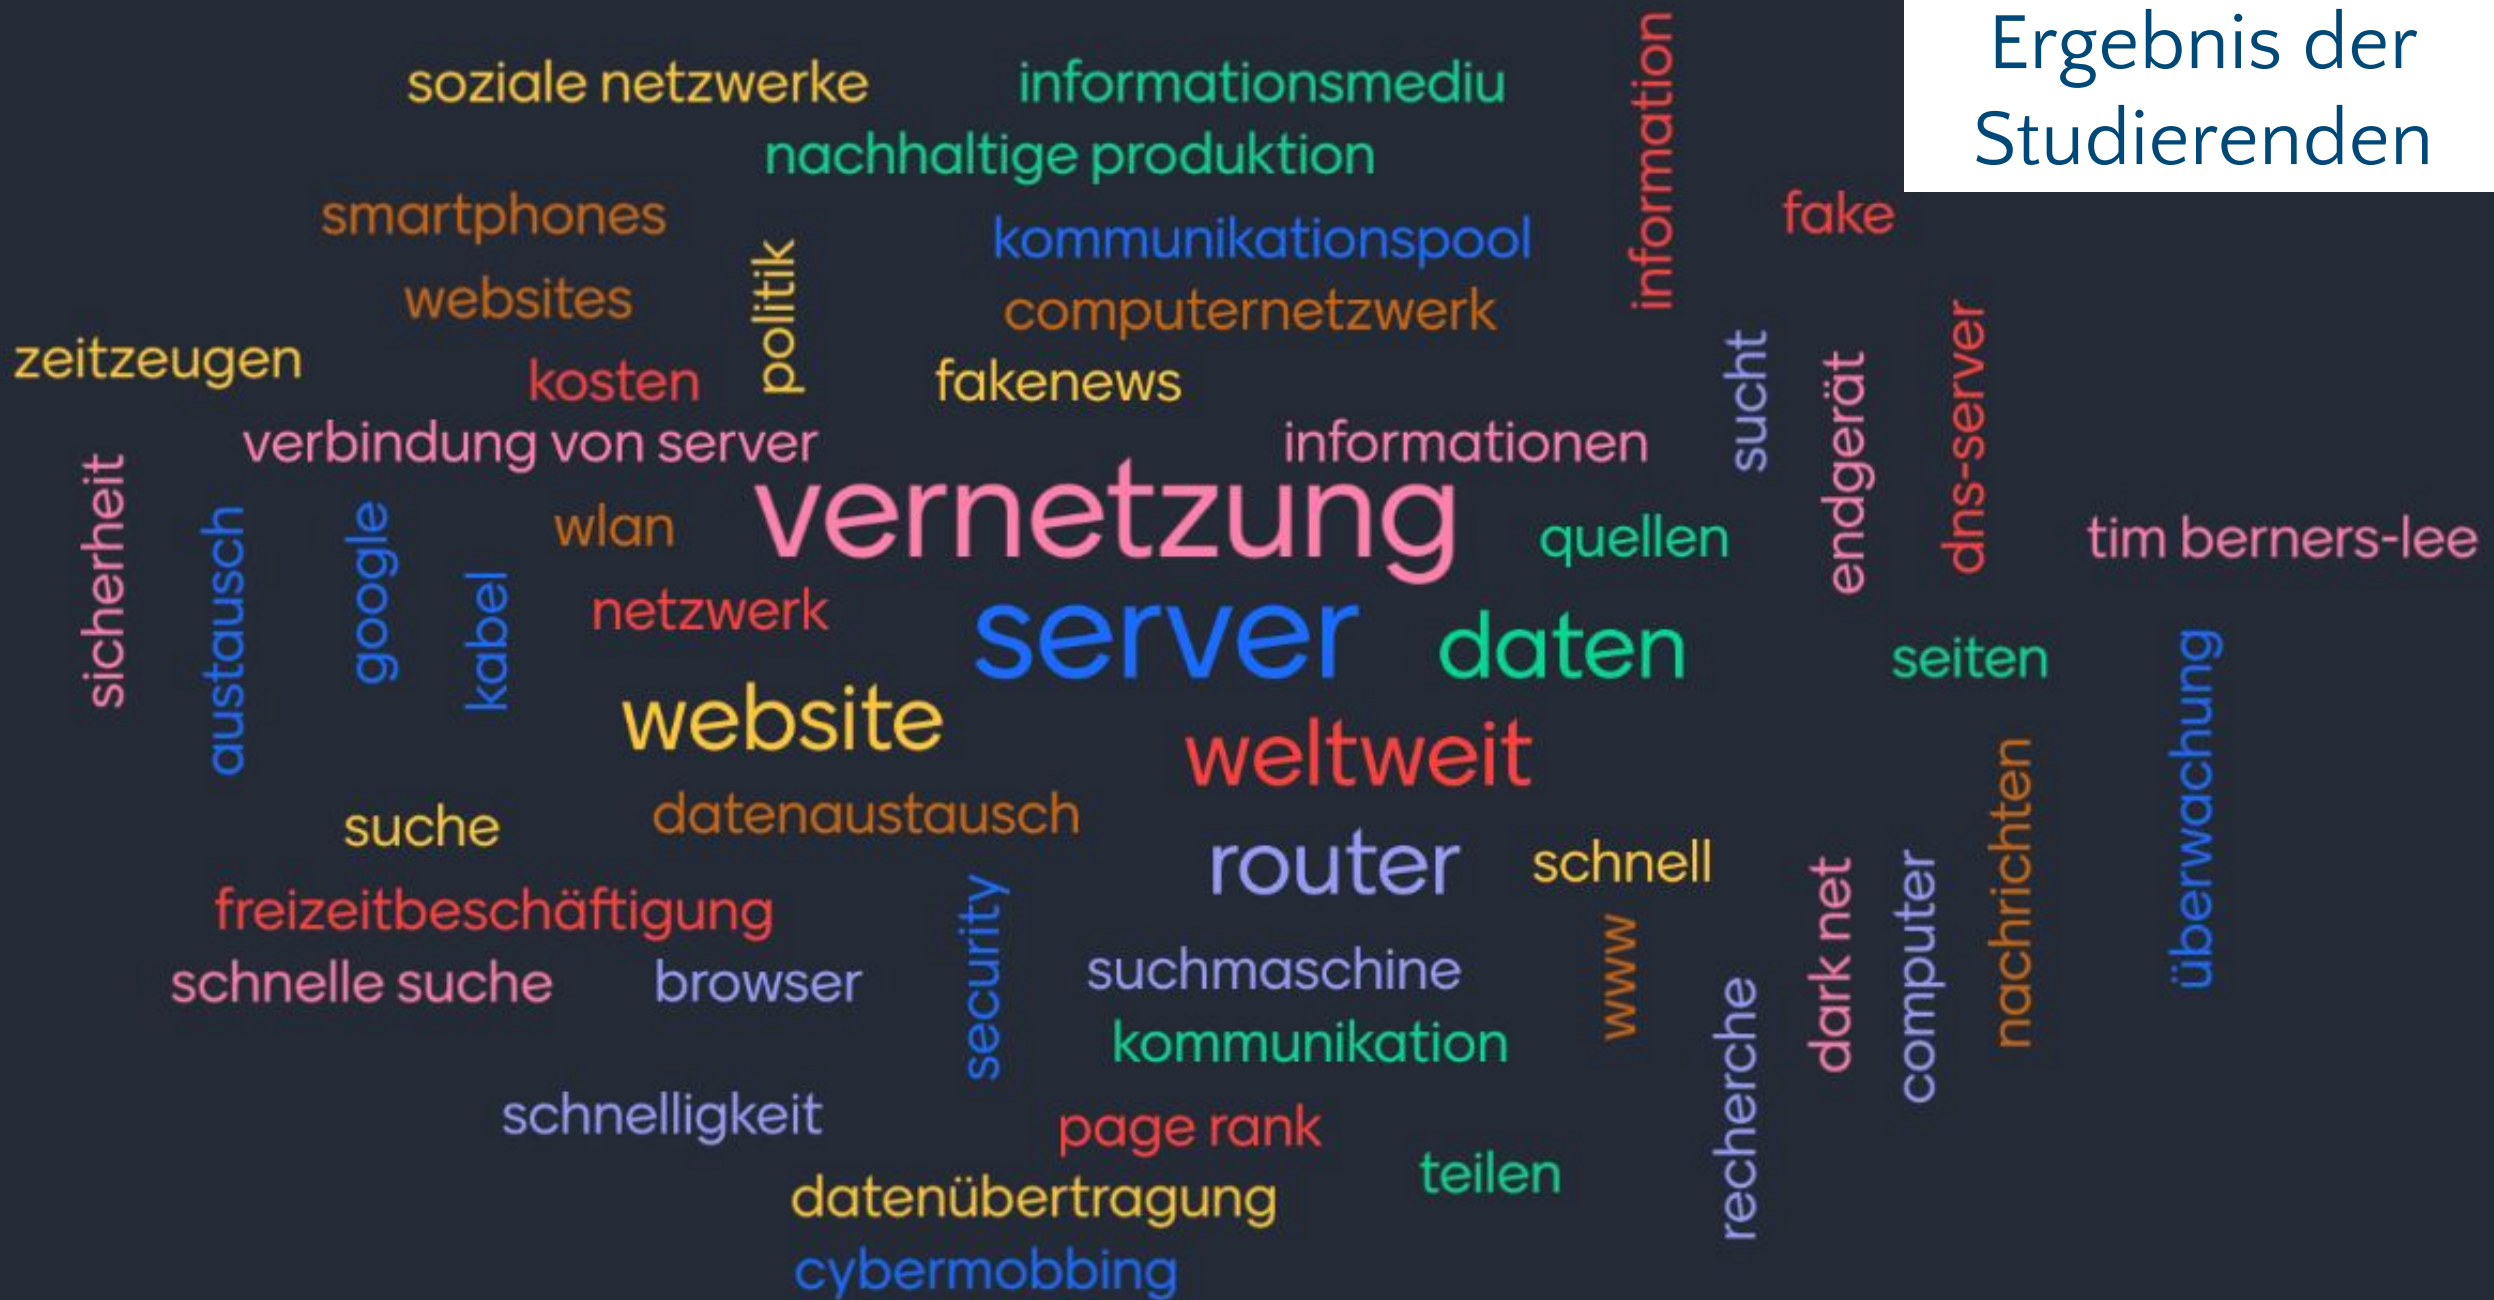 Ergebnis der
Studierenden
soziale netzwerke
informationsmediu
information
nachhaltige produktion
smartphones
fake
kommunikationspool
politik
websites
computernetzwerk
zeitzeugen
kosten
fakenews
sucht
endgerät
dns-server
verbindung von server
informationen
sicherheit
austausch
google
kabel
wlan
vernetzung
quellen
tim berners-lee
netzwerk
server
daten
seiten
überwachung
website
weltweit
nachrichten
suche
datenaustausch
router
schnell
freizeitbeschäftigung
security
www
dark net
computer
schnelle suche
browser
suchmaschine
recherche
kommunikation
schnelligkeit
page rank
teilen
datenübertragung
cybermobbing